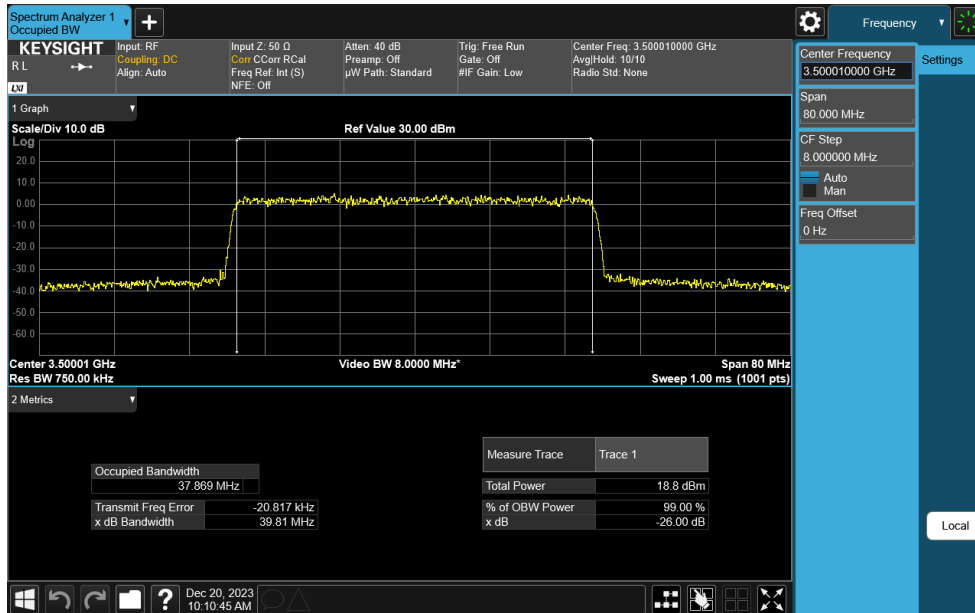 Spectrum Analyzer 1
Occupied BW
Frequency
KEYSIGHT
R L
LXI
Input: RF
Coupling: DC
Align: Auto
Input Z: 50 Ω
Corr CCorr RCal
Freq Ref: Int (S)
NFE: Off
Atten: 40 dB
Preamp: Off
µW Path: Standard
Trig: Free Run
Gate: Off
#IF Gain: Low
Center Freq: 3.500010000 GHz
Avg|Hold: 10/10
Radio Std: None
Center Frequency
3.500010000 GHz
Settings
Span
80.000 MHz
CF Step
8.000000 MHz
Auto
Man
Freq Offset
0 Hz
Local
1 Graph
Scale/Div 10.0 dB
Ref Value 30.00 dBm
Log
20.0
10.0
0.00
-10.0
-20.0
-30.0
-40.0
-50.0
-60.0
Center 3.50001 GHz
Video BW 8.0000 MHz*
Span 80 MHz
Res BW 750.00 kHz
Sweep 1.00 ms (1001 pts)
2 Metrics
Measure Trace Trace 1
Occupied Bandwidth
37.869 MHz
Total Power 18.8 dBm
Transmit Freq Error -20.817 kHz
% of OBW Power 99.00 %
x dB Bandwidth 39.81 MHz
x dB -26.00 dB
?
Dec 20, 2023
10:10:45 AM